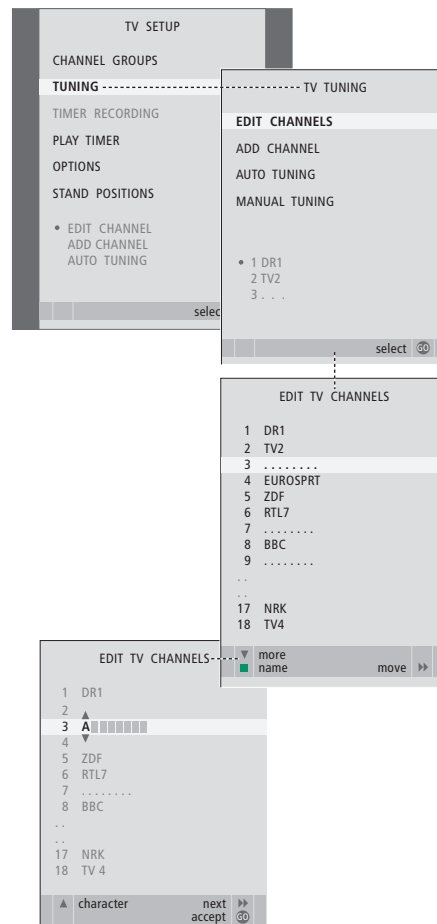 TV SETUP
CHANNEL GROUPS
TUNING
TIMER RECORDING
PLAY TIMER
OPTIONS
STAND POSITIONS
• EDIT CHANNEL
ADD CHANNEL
AUTO TUNING
selec
TV TUNING
EDIT CHANNELS
ADD CHANNEL
AUTO TUNING
MANUAL TUNING
• 1 DR1
2 TV2
3 . . .
select GO
EDIT TV CHANNELS
1 DR1
2 TV2
3 . . . . . . . .
4 EUROSPRT
5 ZDF
6 RTL7
7 . . . . . . . .
8 BBC
9 . . . . . . . .
. .
. .
17 NRK
18 TV4
▼ more
name move
EDIT TV CHANNELS
1 DR1
2
3 A
4
5 ZDF
6 RTL7
7 . . . . . . . .
8 BBC
. .
. .
17 NRK
18 TV 4
▲ character next
accept GO